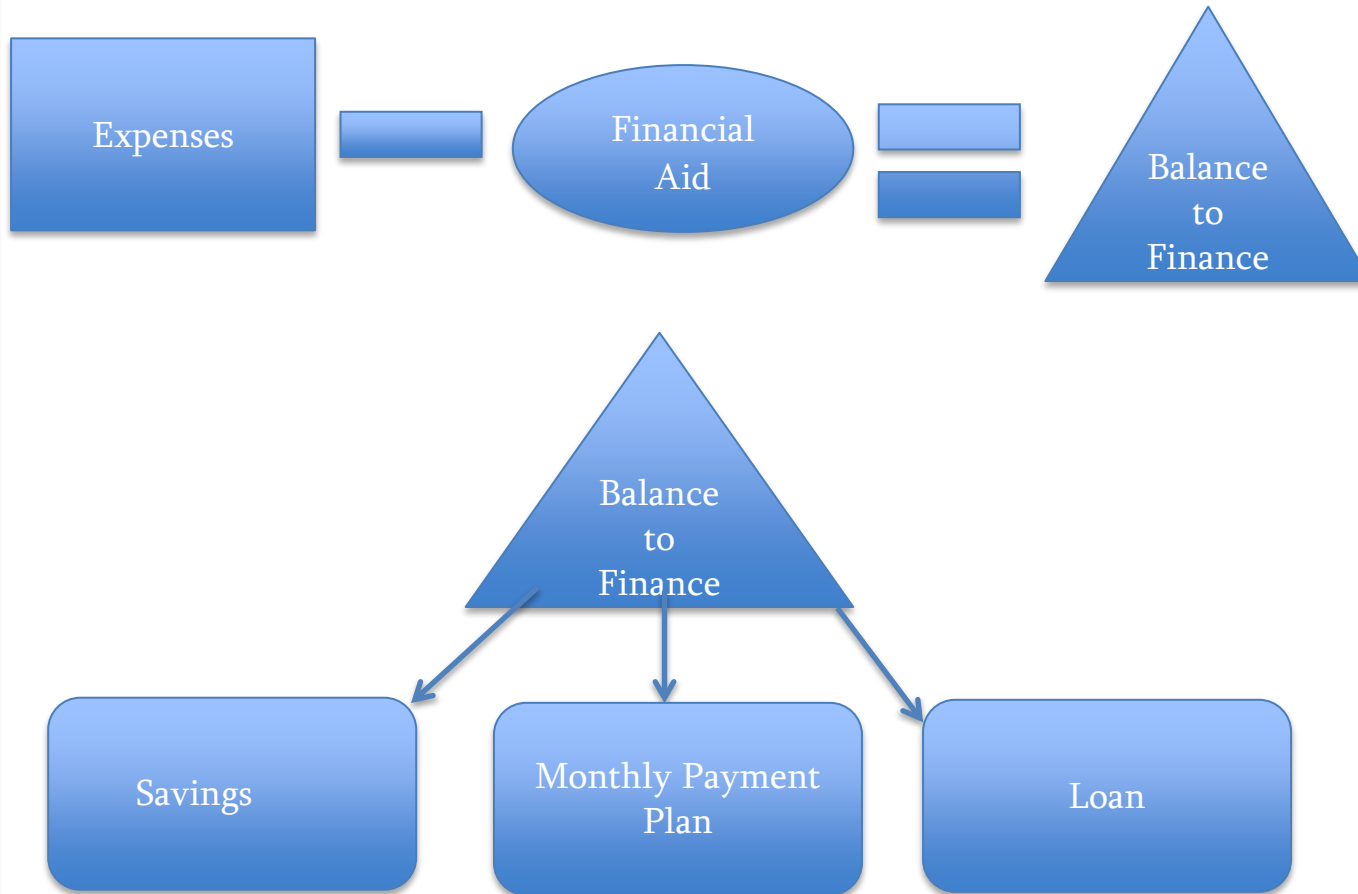 Expenses
Financial
Aid
Balance
to
Finance
Balance
to
Finance
Savings
Monthly Payment
Plan
Loan